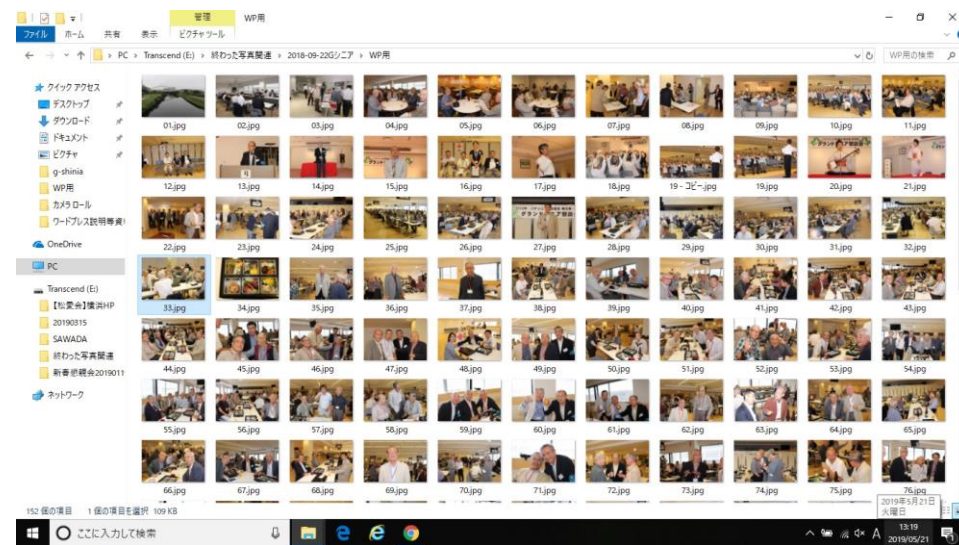 管理
WP用
ファイル
ホーム
共有
表示
ピクチャ ツール
PC › Transcend (E:) › 終わった写真関連 › 2018-09-22Gシニア › WP用
WP用の検索
クイック アクセス
デスクトップ
ダウンロード
ドキュメント
ピクチャ
g-shinia
WP用
カメラ ロール
ワードプレス説明等資
OneDrive
PC
Transcend (E:)
【松愛会】横浜HP
20190315
SAWADA
終わった写真関連
新春懇親会2019011
ネットワーク
01.jpg 02.jpg 03.jpg 04.jpg 05.jpg 06.jpg 07.jpg 08.jpg 09.jpg 10.jpg 11.jpg
12.jpg 13.jpg 14.jpg 15.jpg 16.jpg 17.jpg 18.jpg 19 - コピー.jpg 19.jpg 20.jpg 21.jpg
22.jpg 23.jpg 24.jpg 25.jpg 26.jpg 27.jpg 28.jpg 29.jpg 30.jpg 31.jpg 32.jpg
33.jpg 34.jpg 35.jpg 36.jpg 37.jpg 38.jpg 39.jpg 40.jpg 41.jpg 42.jpg 43.jpg
44.jpg 45.jpg 46.jpg 47.jpg 48.jpg 49.jpg 50.jpg 51.jpg 52.jpg 53.jpg 54.jpg
55.jpg 56.jpg 57.jpg 58.jpg 59.jpg 60.jpg 61.jpg 62.jpg 63.jpg 64.jpg 65.jpg
66.jpg 67.jpg 68.jpg 69.jpg 70.jpg 71.jpg 72.jpg 73.jpg 74.jpg 75.jpg 76.jpg
152 個の項目
1 個の項目を選択 109 KB
2019年5月21日
火曜日
ここに入力して検索
A
13:19
2019/05/21